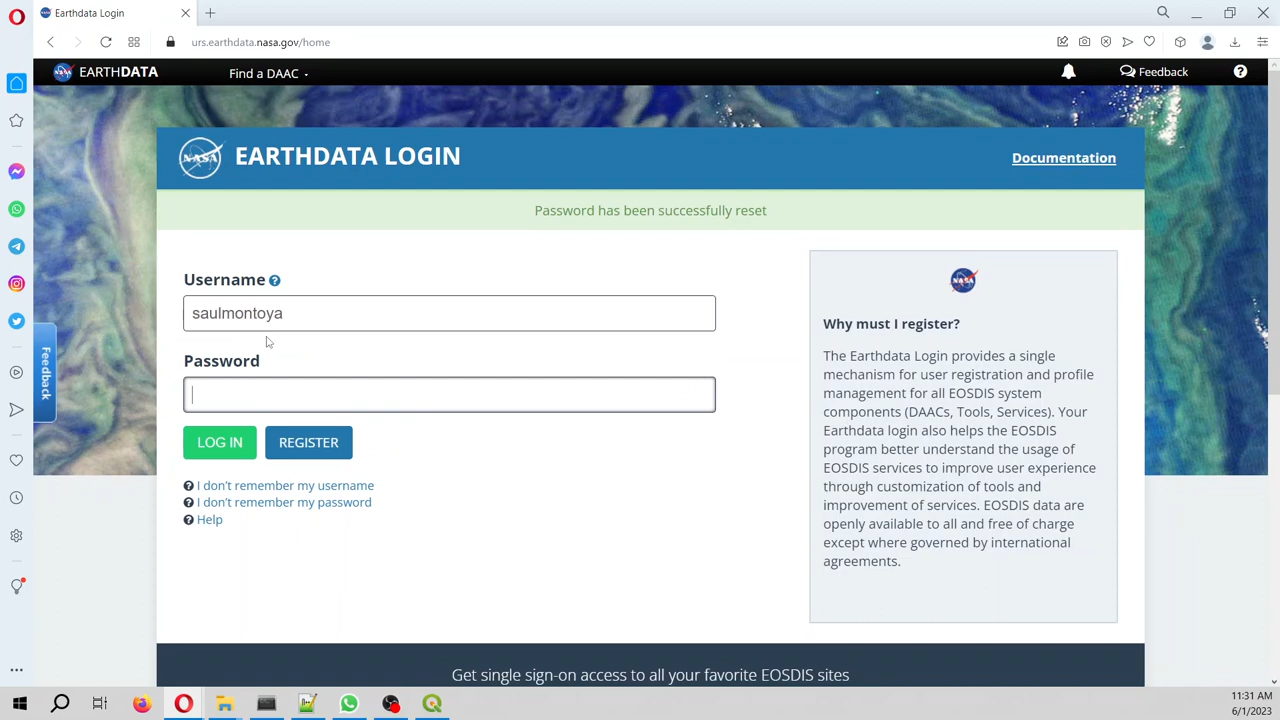 Earthdata Login
urs.earthdata.nasa.gov/home
EARTHDATA
Find a DAAC
Feedback
NASA
EARTHDATA LOGIN
Documentation
Password has been successfully reset
Username
saulmontoya
Password
LOG IN
REGISTER
I don't remember my username
I don't remember my password
Help
Feedback
Why must I register?
The Earthdata Login provides a single
mechanism for user registration and profile
management for all EOSDIS system
components (DAACs, Tools, Services). Your
Earthdata login also helps the EOSDIS
program better understand the usage of
EOSDIS services to improve user experience
through customization of tools and
improvement of services. EOSDIS data are
openly available to all and free of charge
except where governed by international
agreements.
Get single sign-on access to all your favorite EOSDIS sites
11:31 AM
6/1/2023